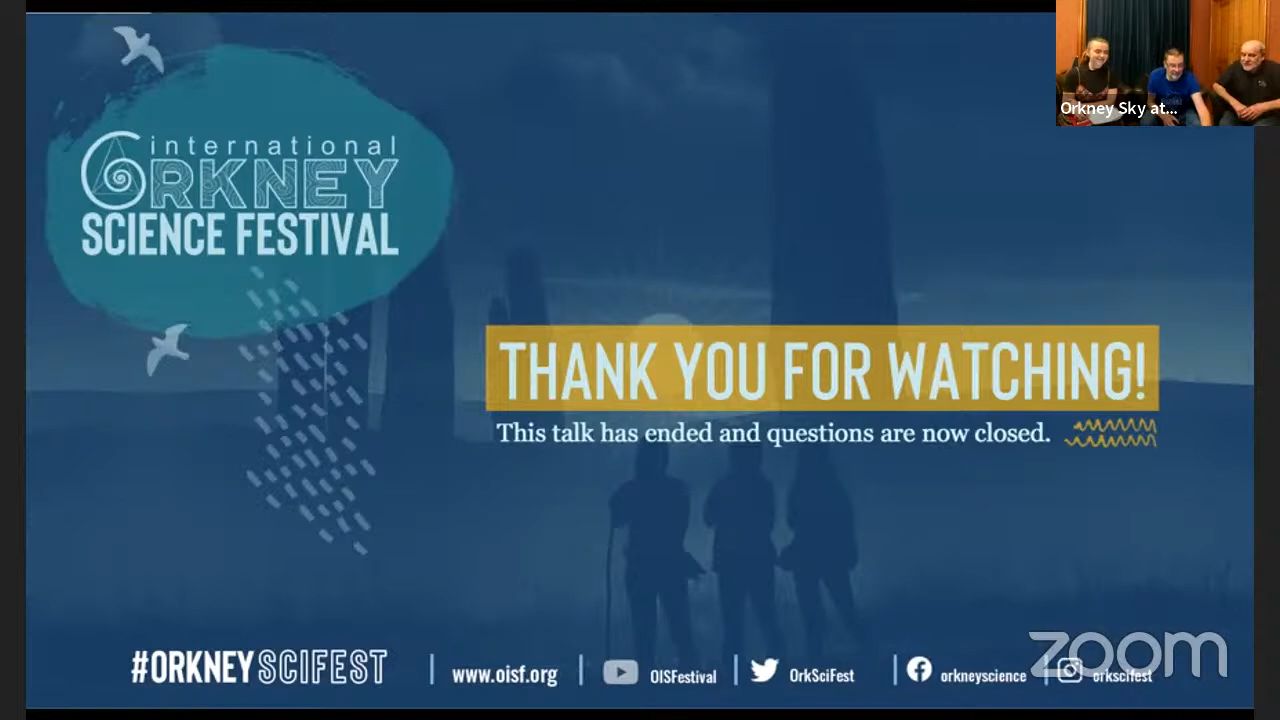 Orkney Sky at...
international
ORKNEY
SCIENCE FESTIVAL
THANK YOU FOR WATCHING!
This talk has ended and questions are now closed.
#ORKNEYSCIFEST
www.oisf.org
OISFestival
OrkSciFest
orkneyscience
orkscifest
zoom